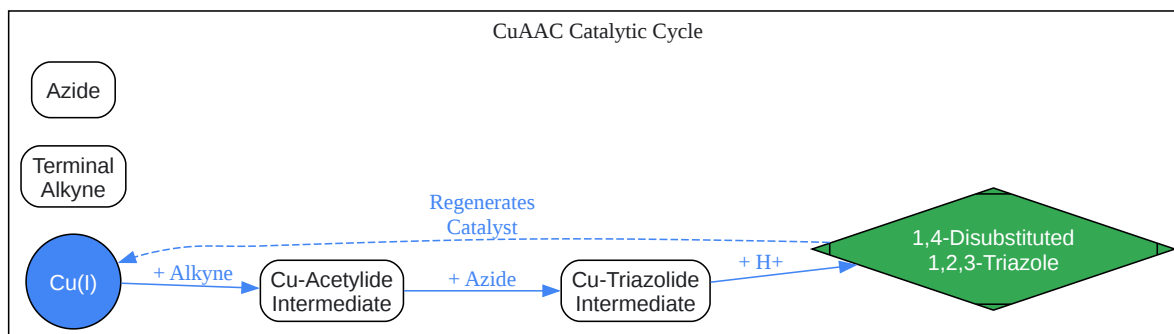 CuAAC Catalytic Cycle
Azide
Terminal
Alkyne
Regenerates
Catalyst
Cu(I)
+ Alkyne
Cu-Acetylide
Intermediate
+ Azide
Cu-Triazolide
Intermediate
+ H+
1,4-Disubstituted
1,2,3-Triazole